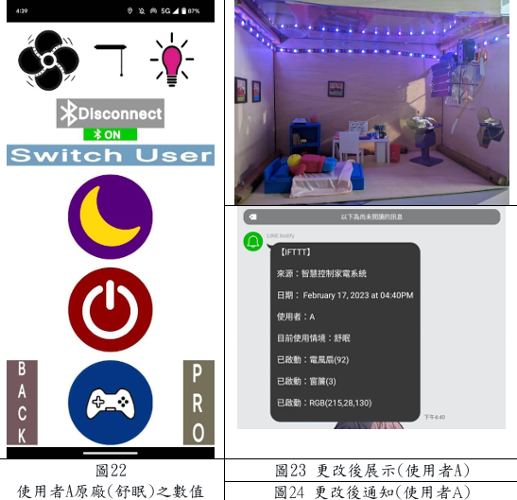 4:39
5G
87%
Disconnect
ON
Switch User
BACK
PRO
以下為尚未閱讀的訊息
LINE Notify
【IFTTT】
來源：智慧控制家電系統
日期： February 17, 2023 at 04:40PM
使用者：A
目前使用情境：舒眠
已啟動：電風扇(92)
已啟動：窗簾(3)
已啟動：RGB(215,28,130)
下午4:40
圖22
使用者A原廠(舒眠)之數值
圖23 更改後展示(使用者A)
圖24 更改後通知(使用者A)